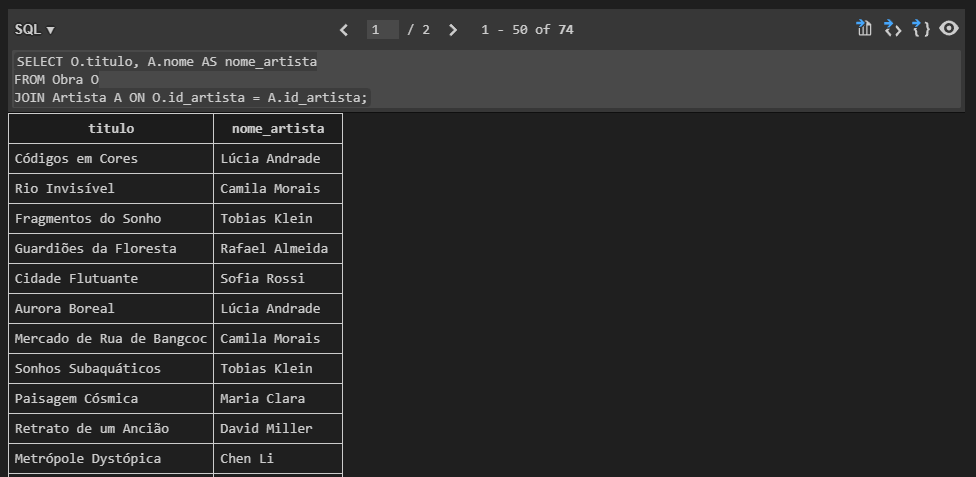 SQL ▼ 1 / 2 1 - 50 of 74
SELECT O.titulo, A.nome AS nome_artista
FROM Obra O
JOIN Artista A ON O.id_artista = A.id_artista;
titulo nome_artista
Códigos em Cores Lúcia Andrade
Rio Invisível Camila Morais
Fragmentos do Sonho Tobias Klein
Guardiões da Floresta Rafael Almeida
Cidade Flutuante Sofia Rossi
Aurora Boreal Lúcia Andrade
Mercado de Rua de Bangcoc Camila Morais
Sonhos Subaquáticos Tobias Klein
Paisagem Cósmica Maria Clara
Retrato de um Ancião David Miller
Metrópole Dystópica Chen Li